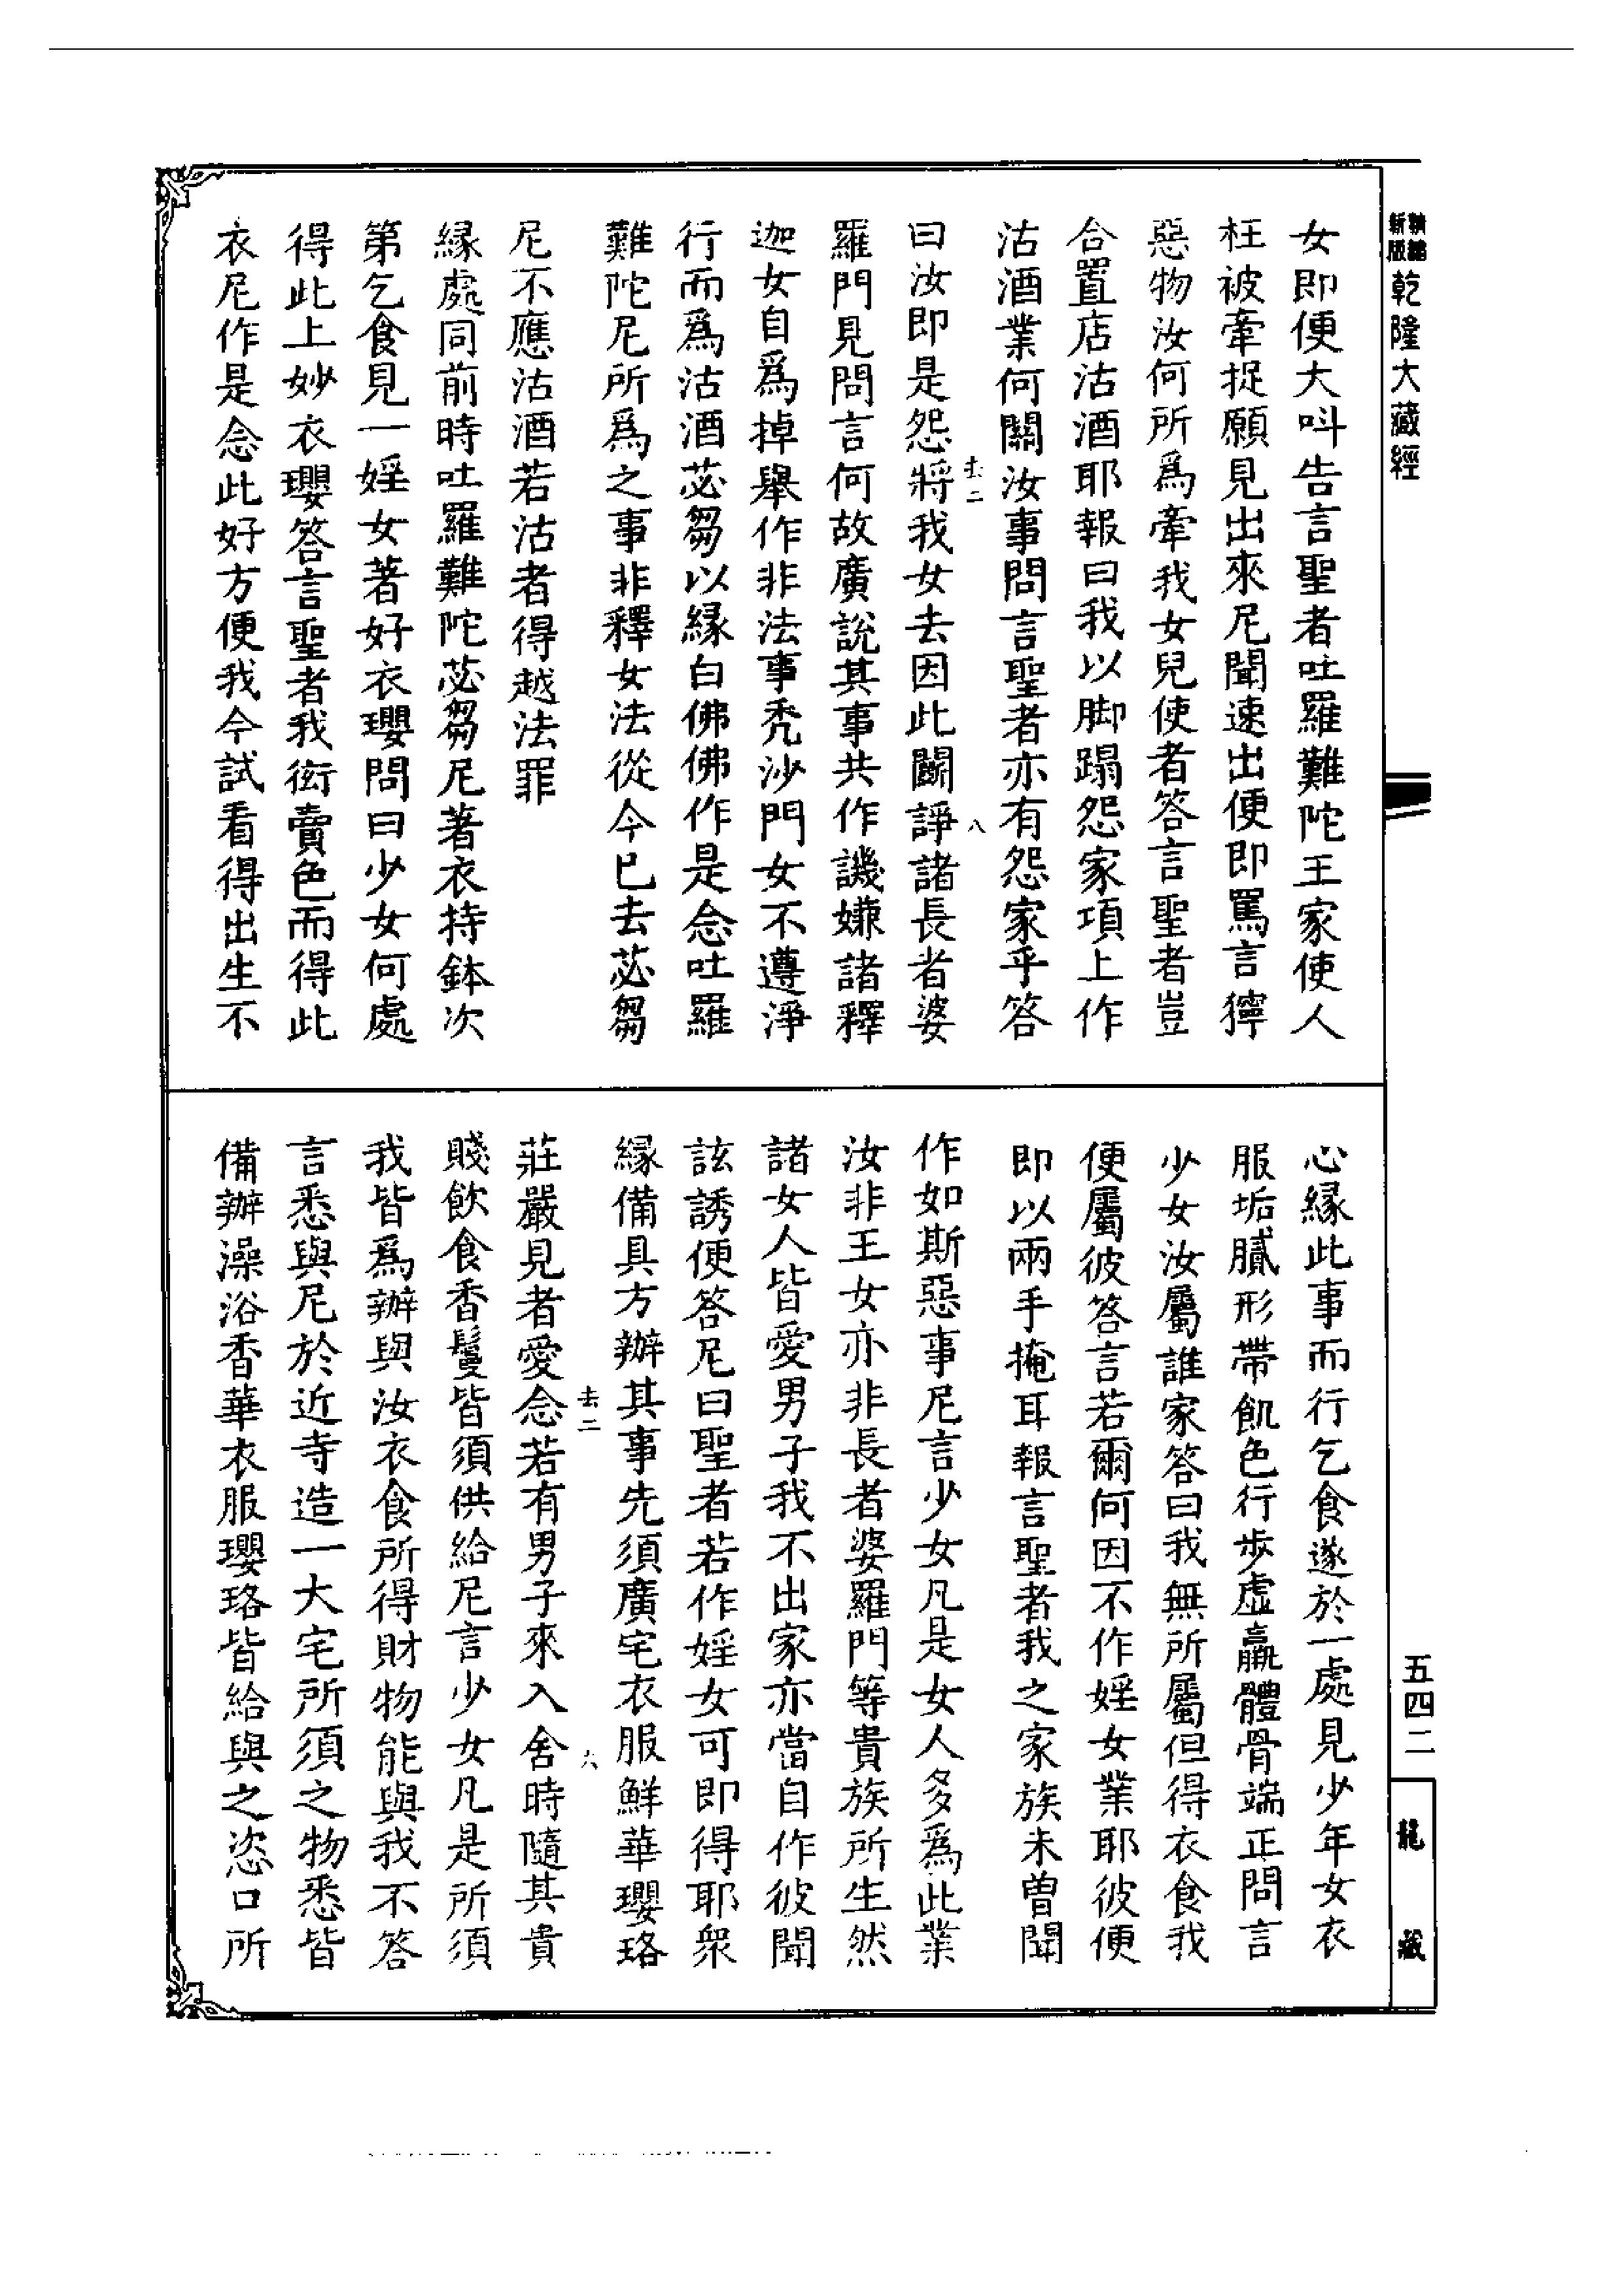 新版
乾隆大藏經
女即便大呌告言聖者吐羅難陀王家使人
枉被牽捉願見出來尼聞速出便即罵言獰
惡物汝何所爲牽我女兒使者答言聖者豈
合置店沽酒耶報曰我以脚蹋怨家項上作
沽酒業何關汝事問言聖者亦有怨家乎答
去二
八
曰汝即是怨將我女去因此鬬諍諸長者婆
羅門見問言何故廣說其事共作譏嫌諸釋
迦女自爲掉舉作非法事禿沙門女不遵淨
行而爲沽酒苾芻以緣白佛佛作是念吐羅
難陀尼所爲之事非釋女法從今已去苾芻
尼不應沽酒若沽者得越法罪
緣處同前時吐羅難陀苾芻尼著衣持鉢次
第乞食見一婬女著好衣瓔問曰少女何處
得此上妙衣瓔答言聖者我衒賣色而得此
衣尼作是念此好方便我今試看得出生不
心緣此事而行乞食遂於一處見少年女衣
服垢膩形帶飢色行步虛羸體骨端正問言
少女汝屬誰家答曰我無所屬但得衣食我
便屬彼答言若爾何因不作婬女業耶彼便
即以兩手掩耳報言聖者我之家族未曾聞
作如斯惡事尼言少女凡是女人多爲此業
汝非王女亦非長者婆羅門等貴族所生然
諸女人皆愛男子我不出家亦當自作彼聞
該誘便答尼曰聖者若作婬女可即得耶衆
緣備具方辦其事先須廣宅衣服鮮華瓔珞
去二
六
莊嚴見者愛念若有男子來入舍時隨其貴
賤飲食香鬘皆須供給尼言少女凡是所須
我皆爲辦與汝衣食所得財物能與我不答
言悉與尼於近寺造一大宅所須之物悉皆
備辦澡浴香華衣服瓔珞皆給與之恣口所
五四二
龍藏